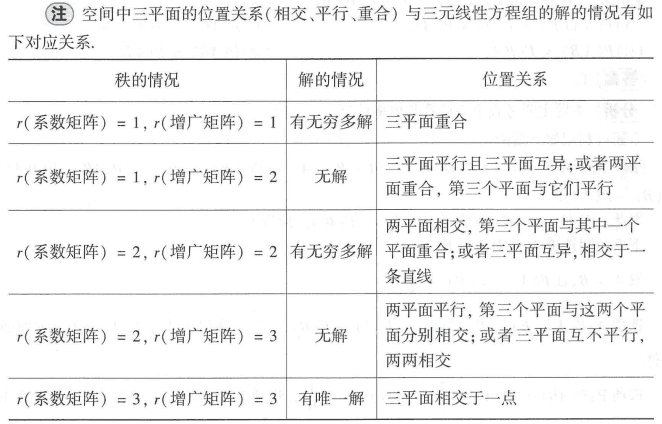 注 空间中三平面的位置关系(相交、平行、重合)与三元线性方程组的解的情况有如
下对应关系.
秩的情况 解的情况 位置关系
r(系数矩阵) = 1, r(增广矩阵) = 1 有无穷多解 三平面重合
r(系数矩阵) = 1, r(增广矩阵) = 2 无解 三平面平行且三平面互异;或者两平
面重合, 第三个平面与它们平行
r(系数矩阵) = 2, r(增广矩阵) = 2 有无穷多解 两平面相交, 第三个平面与其中一个
平面重合;或者三平面互异,相交于一
条直线
r(系数矩阵) = 2, r(增广矩阵) = 3 无解 两平面平行, 第三个平面与这两个平
面分别相交;或者三平面互不平行,
两两相交
r(系数矩阵) = 3, r(增广矩阵) = 3 有唯一解 三平面相交于一点